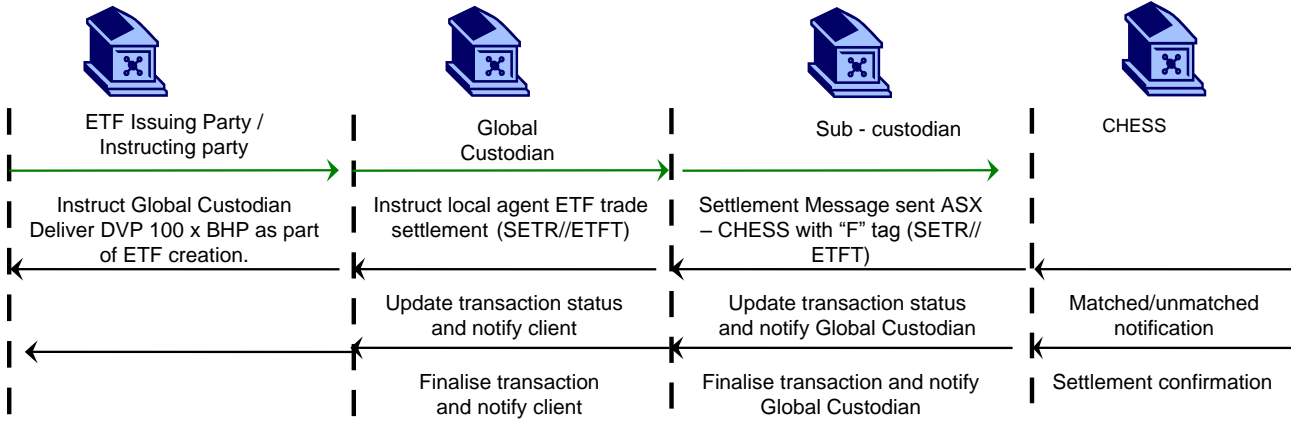 ETF Issuing Party /
Instructing party
Global
Custodian
Sub - custodian
CHESS
Instruct Global Custodian
Deliver DVP 100 x BHP as part
of ETF creation.
Instruct local agent ETF trade
settlement (SETR//ETFT)
Settlement Message sent ASX
– CHESS with “F” tag (SETR//
ETFT)
Update transaction status
and notify client
Update transaction status
and notify Global Custodian
Matched/unmatched
notification
Finalise transaction
and notify client
Finalise transaction and notify
Global Custodian
Settlement confirmation